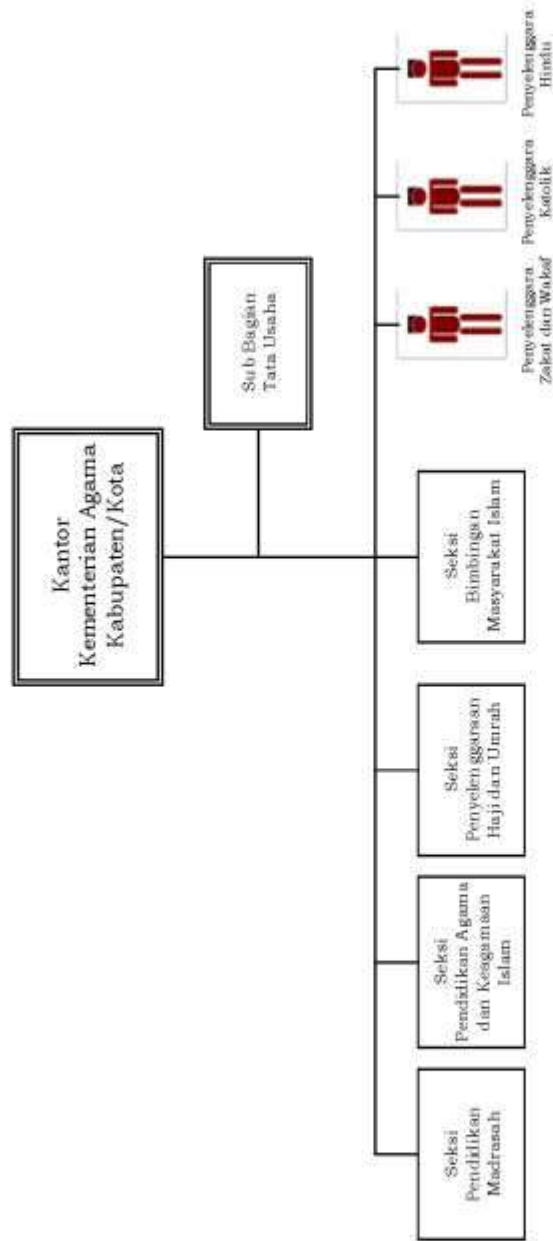 Kantor
Kementerian Agama
Kabupaten/Kota
Sub Bagian
Tata Usaha
Seksi
Pendidikan
Madrasah
Seksi
Pendidikan Agama
dan Keagamaan
Islam
Seksi
Penyelenggaraan
Haji dan Umrah
Seksi
Bimbingan
Masyarakat Islam
Penyelenggara
Zakat dan Wakaf
Penyelenggara
Katolik
Penyelenggara
Hindu